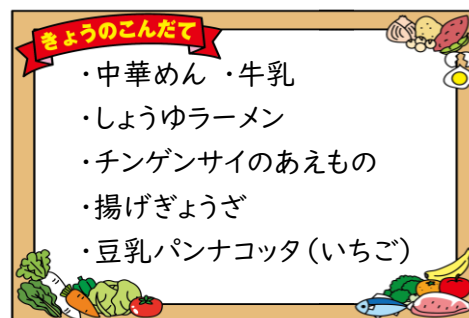 きょうのこんだて
・中華めん ・牛乳
・しょうゆラーメン
・チンゲンサイのあえもの
・揚げぎょうざ
・豆乳パンナコッタ(いちご)